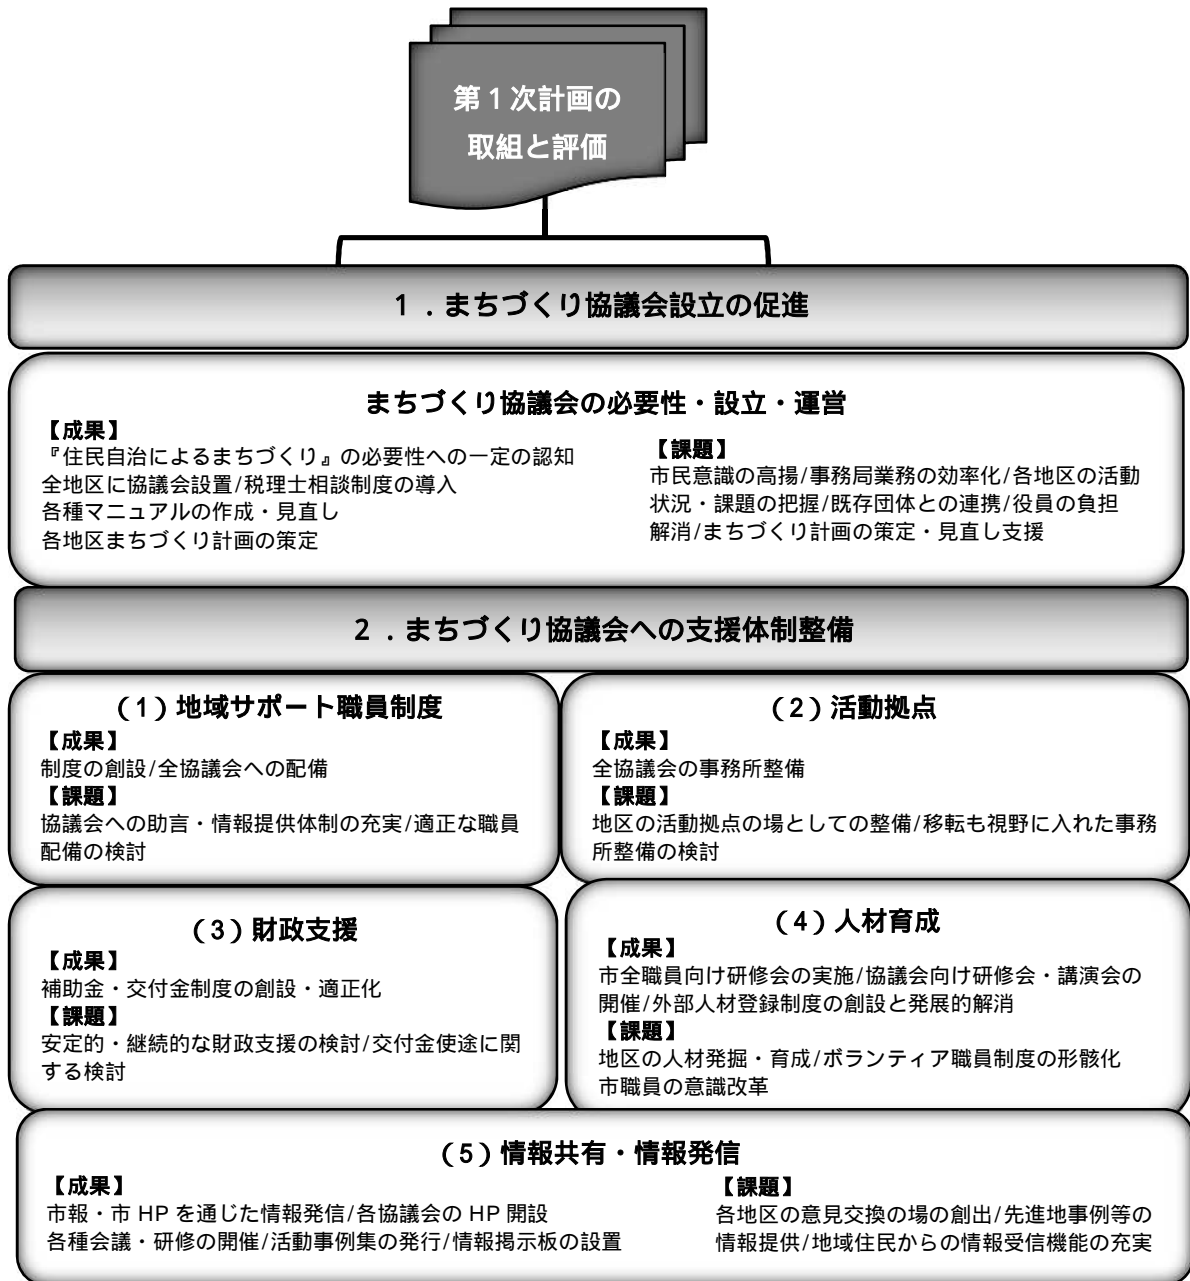 第1次計画の
取組と評価
1．まちづくり協議会設立の促進
まちづくり協議会の必要性・設立・運営
【成果】
『住民自治によるまちづくり』の必要性への一定の認知
全地区に協議会設置/税理士相談制度の導入
各種マニュアルの作成・見直し
各地区まちづくり計画の策定
【課題】
市民意識の高揚/事務局業務の効率化/各地区の活動
状況・課題の把握/既存団体との連携/役員の負担
解消/まちづくり計画の策定・見直し支援
2．まちづくり協議会への支援体制整備
（1）地域サポート職員制度
【成果】
制度の創設/全協議会への配備
【課題】
協議会への助言・情報提供体制の充実/適正な職員
配備の検討
（2）活動拠点
【成果】
全協議会の事務所整備
【課題】
地区の活動拠点の場としての整備/移転も視野に入れた事務
所整備の検討
（3）財政支援
【成果】
補助金・交付金制度の創設・適正化
【課題】
安定的・継続的な財政支援の検討/交付金使途に関
する検討
（4）人材育成
【成果】
市全職員向け研修会の実施/協議会向け研修会・講演会の
開催/外部人材登録制度の創設と発展的解消
【課題】
地区の人材発掘・育成/ボランティア職員制度の形骸化
市職員の意識改革
（5）情報共有・情報発信
【成果】
市報・市 HP を通じた情報発信/各協議会の HP 開設
各種会議・研修の開催/活動事例集の発行/情報掲示板の設置
【課題】
各地区の意見交換の場の創出/先進地事例等の
情報提供/地域住民からの情報受信機能の充実